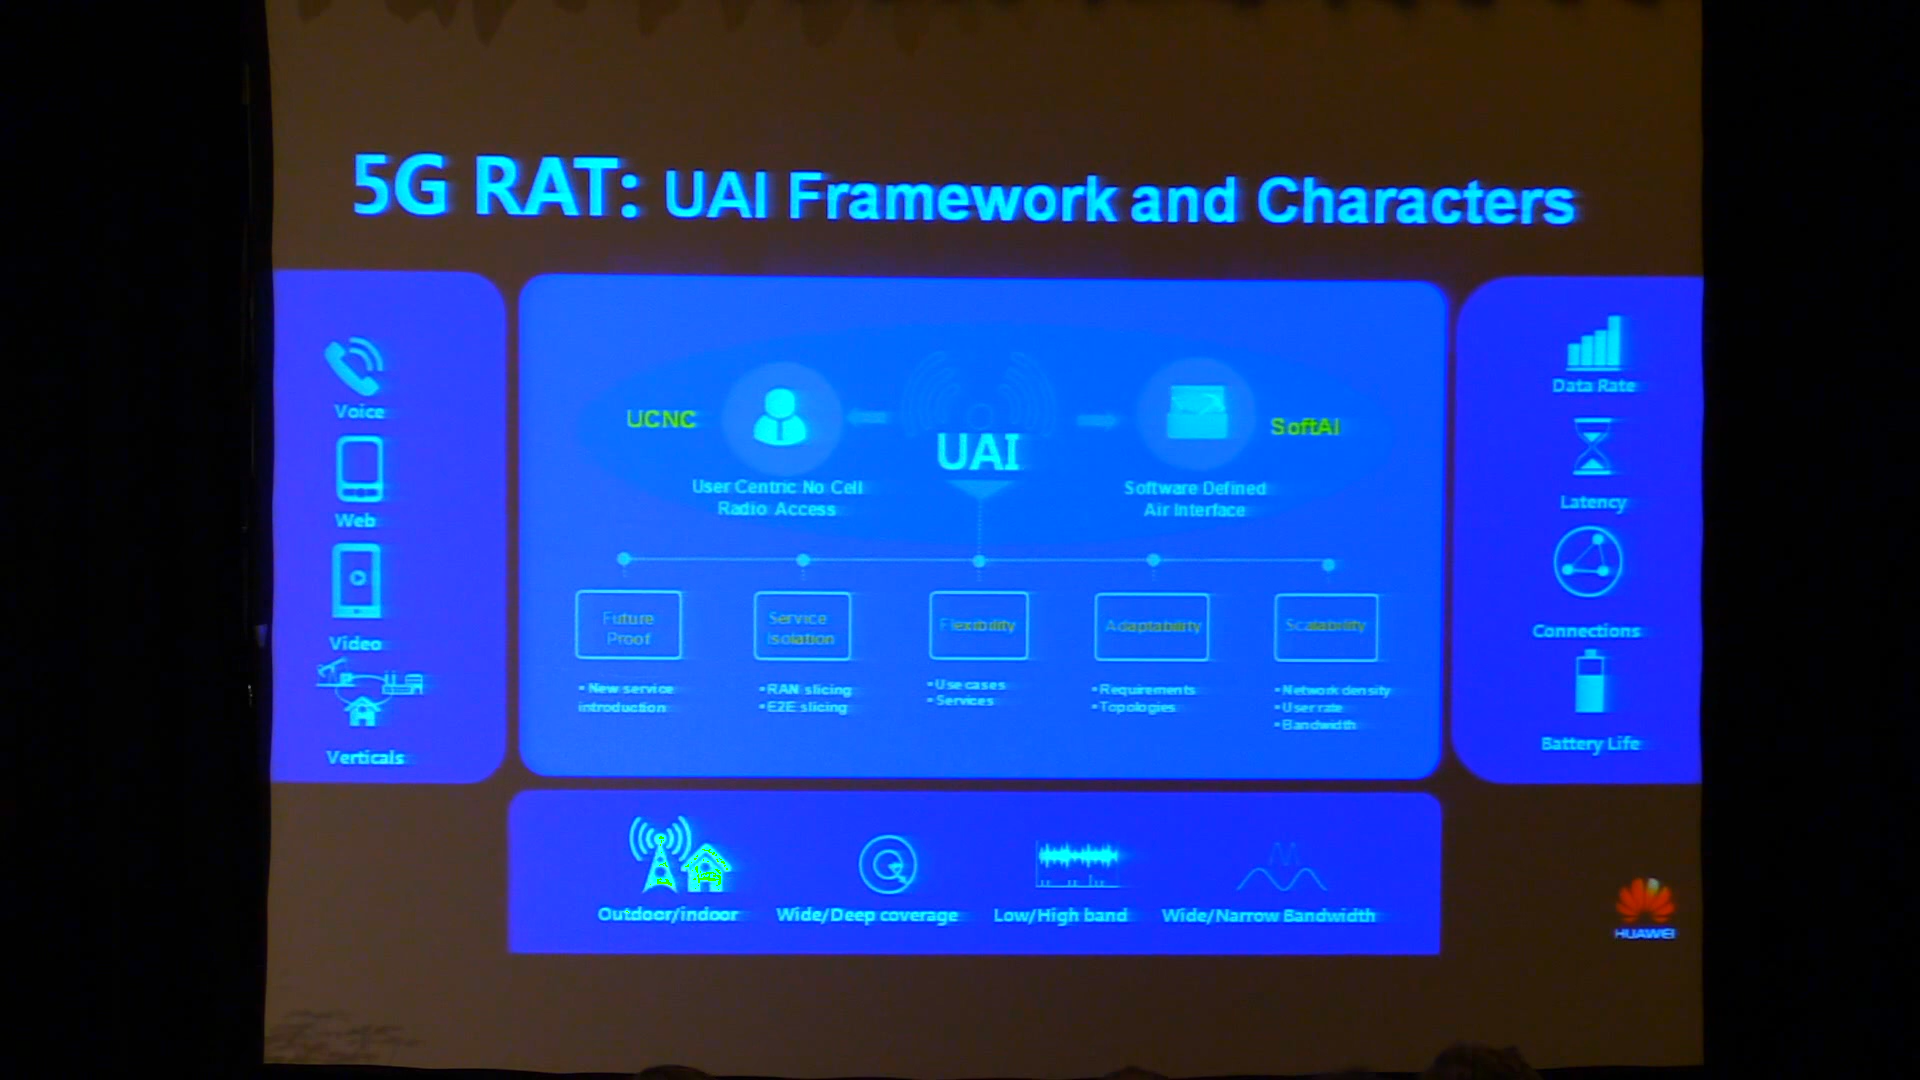 5G RAT: UAI Framework and Characters
Voice
Web
Video
Verticals
UCNC
UAI
SoftAI
User Centric No Cell
Radio Access
Software Defined
Air Interface
Future
Proof
Service
Isolation
Flexibility
Adaptability
Scalability
• New service
introduction
• RAN slicing
• E2E slicing
• Use cases
• Services
• Requirements
• Topologies
• Network density
• User rate
• Bandwidth
Data Rate
Latency
Connections
Battery Life
Outdoor/indoor
Wide/Deep coverage
Low/High band
Wide/Narrow Bandwidth
HUAWEI